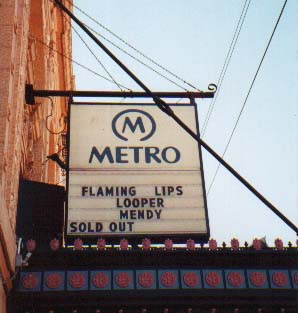 M
METRO
FLAMING LIPS
LOOPER
MENDY
SOLD OUT